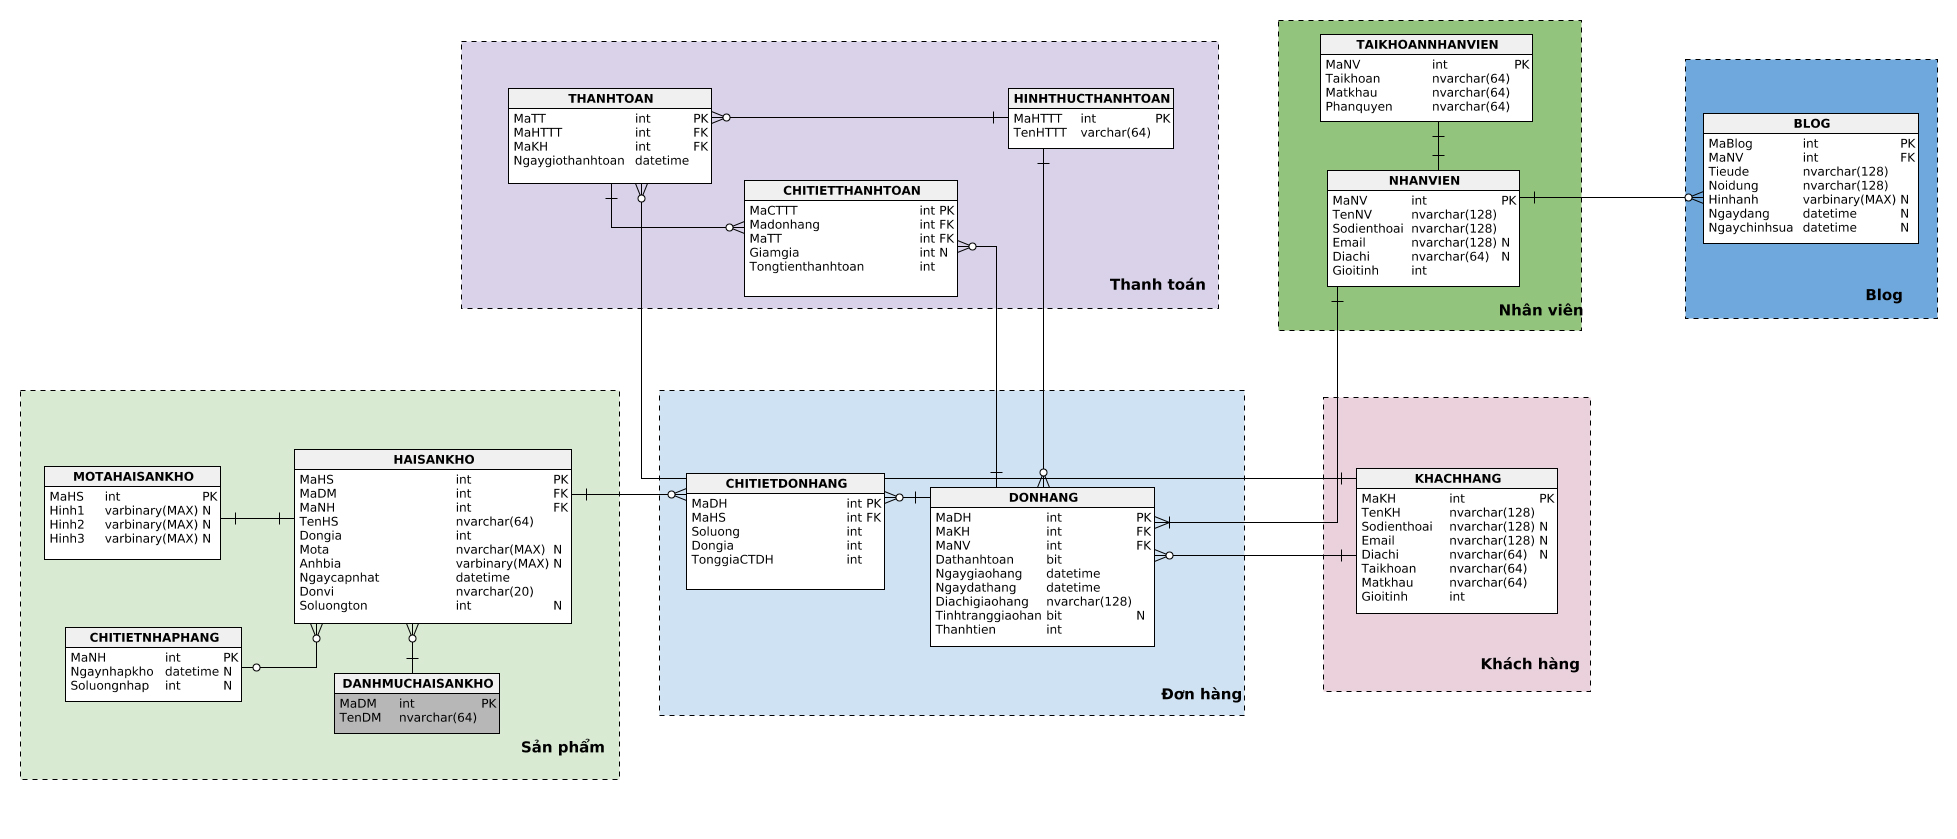 THANHTOAN
MaTT int PK
MaHTTT int FK
MaKH int FK
Ngaygiothanhtoan datetime
HINHTHUCTHANHTOAN
MaHTTT int PK
TenHTTT varchar(64)
CHITIETTHANHTOAN
MaCTTT int PK
Madonhang int FK
MaTT int FK
Giamgia int N
Tongtienthanhtoan int
Thanh toán
TAIKHOANNHANVIEN
MaNV int PK
Taikhoan nvarchar(64)
Matkhau nvarchar(64)
Phanquyen nvarchar(64)
NHANVIEN
MaNV int PK
TenNV nvarchar(128)
Sodienthoai nvarchar(128)
Email nvarchar(128) N
Diachi nvarchar(64) N
Gioitinh int
Nhân viên
BLOG
MaBlog int PK
MaNV int FK
Tieude nvarchar(128)
Noidung nvarchar(128)
Hinhanh varbinary(MAX) N
Ngaydang datetime N
Ngaychinhsua datetime N
Blog
MOTAHAISANKHO
MaHS int PK
Hinh1 varbinary(MAX) N
Hinh2 varbinary(MAX) N
Hinh3 varbinary(MAX) N
HAISANKHO
MaHS int PK
MaDM int FK
MaNH int FK
TenHS nvarchar(64)
Dongia int
Mota nvarchar(MAX) N
Anhbia varbinary(MAX) N
Ngaycapnhat datetime
Donvi nvarchar(20)
Soluongton int N
CHITIETNHAPHANG
MaNH int PK
Ngaynhapkho datetime N
Soluongnhap int N
DANHMUCHAISANKHO
MaDM int PK
TenDM nvarchar(64)
Sản phẩm
CHITIETDONHANG
MaDH int PK
MaHS int FK
Soluong int
Dongia int
TonggiaCTDH int
DONHANG
MaDH int PK
MaKH int FK
MaNV int FK
Dathanhtoan bit
Ngaygiaohang datetime
Ngaydathang datetime
Diachigiaohang nvarchar(128)
Tinhtranggiaohan bit N
Thanhtien int
Đơn hàng
KHACHHANG
MaKH int PK
TenKH nvarchar(128)
Sodienthoai nvarchar(128) N
Email nvarchar(128) N
Diachi nvarchar(64) N
Taikhoan nvarchar(64)
Matkhau nvarchar(64)
Gioitinh int
Khách hàng